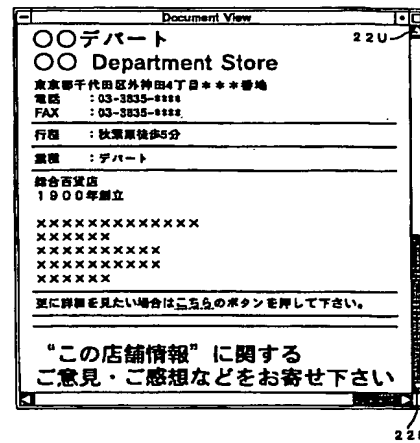 Document View
22U
〇〇デパート
〇〇 Department Store
東京都千代田区外神田4丁目＊＊＊番地
電話 :03-3835-****
FAX :03-3835-****
行程 :秋葉原徒歩5分
業種 :デパート
総合百貨店
1900年創立
×××××××××××××
××××××
××××××××××
××××××××××
××××××
更に詳細を見たい場合はこちらのボタンを押して下さい。
“この店舗情報”に関する
ご意見・ご感想などをお寄せ下さい